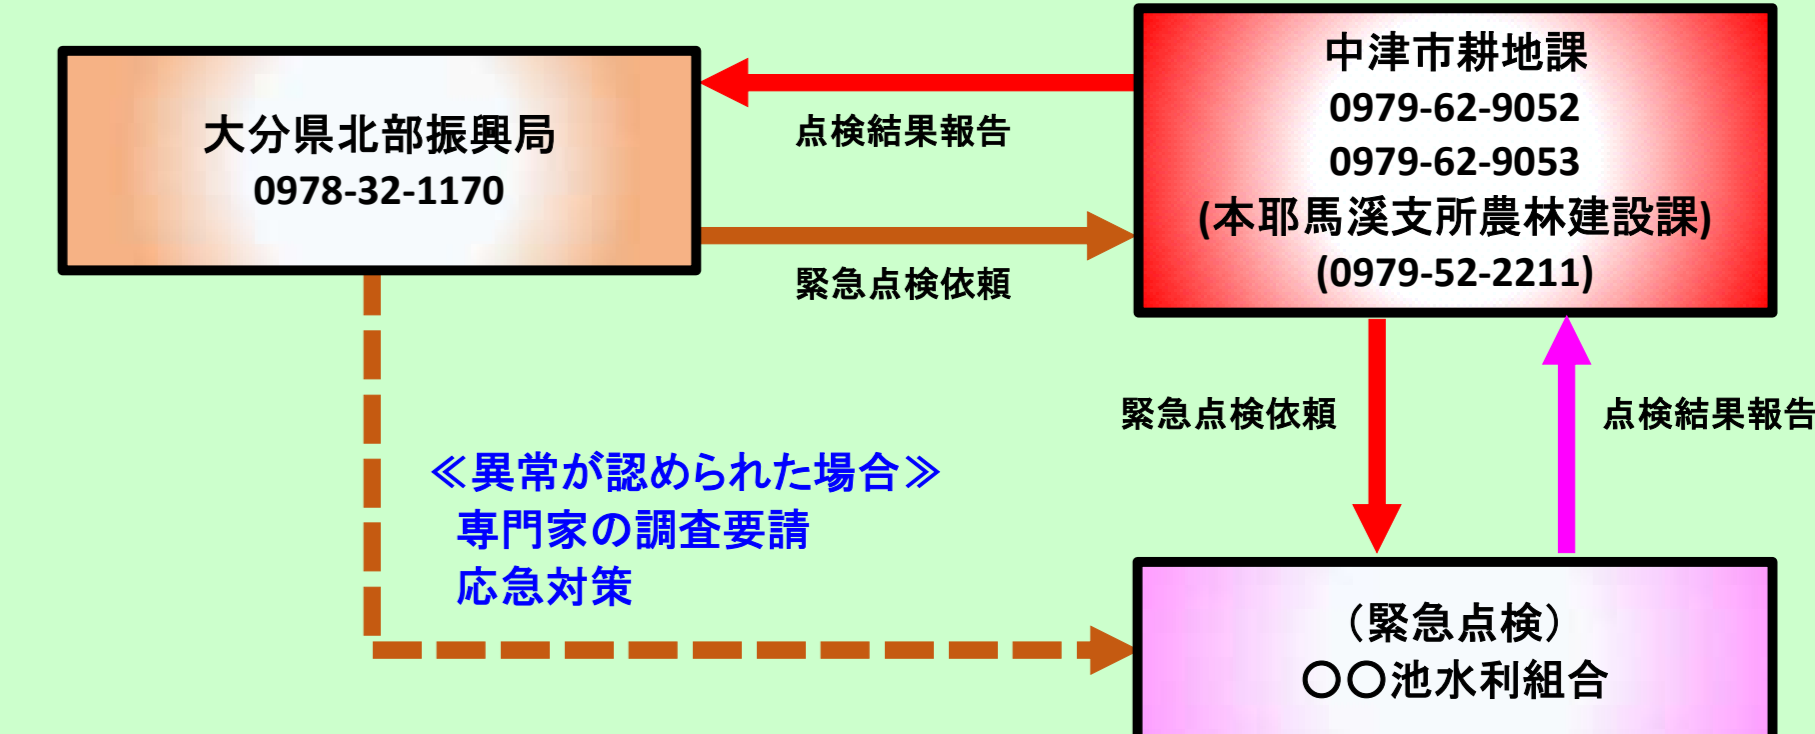 中津市耕地課
0979-62-9052
0979-62-9053
(本耶馬溪支所農林建設課)
(0979-52-2211)
大分県北部振興局
0978-32-1170
点検結果報告
緊急点検依頼
緊急点検依頼
点検結果報告
≪異常が認められた場合≫
専門家の調査要請
応急対策
（緊急点検）
〇〇池水利組合